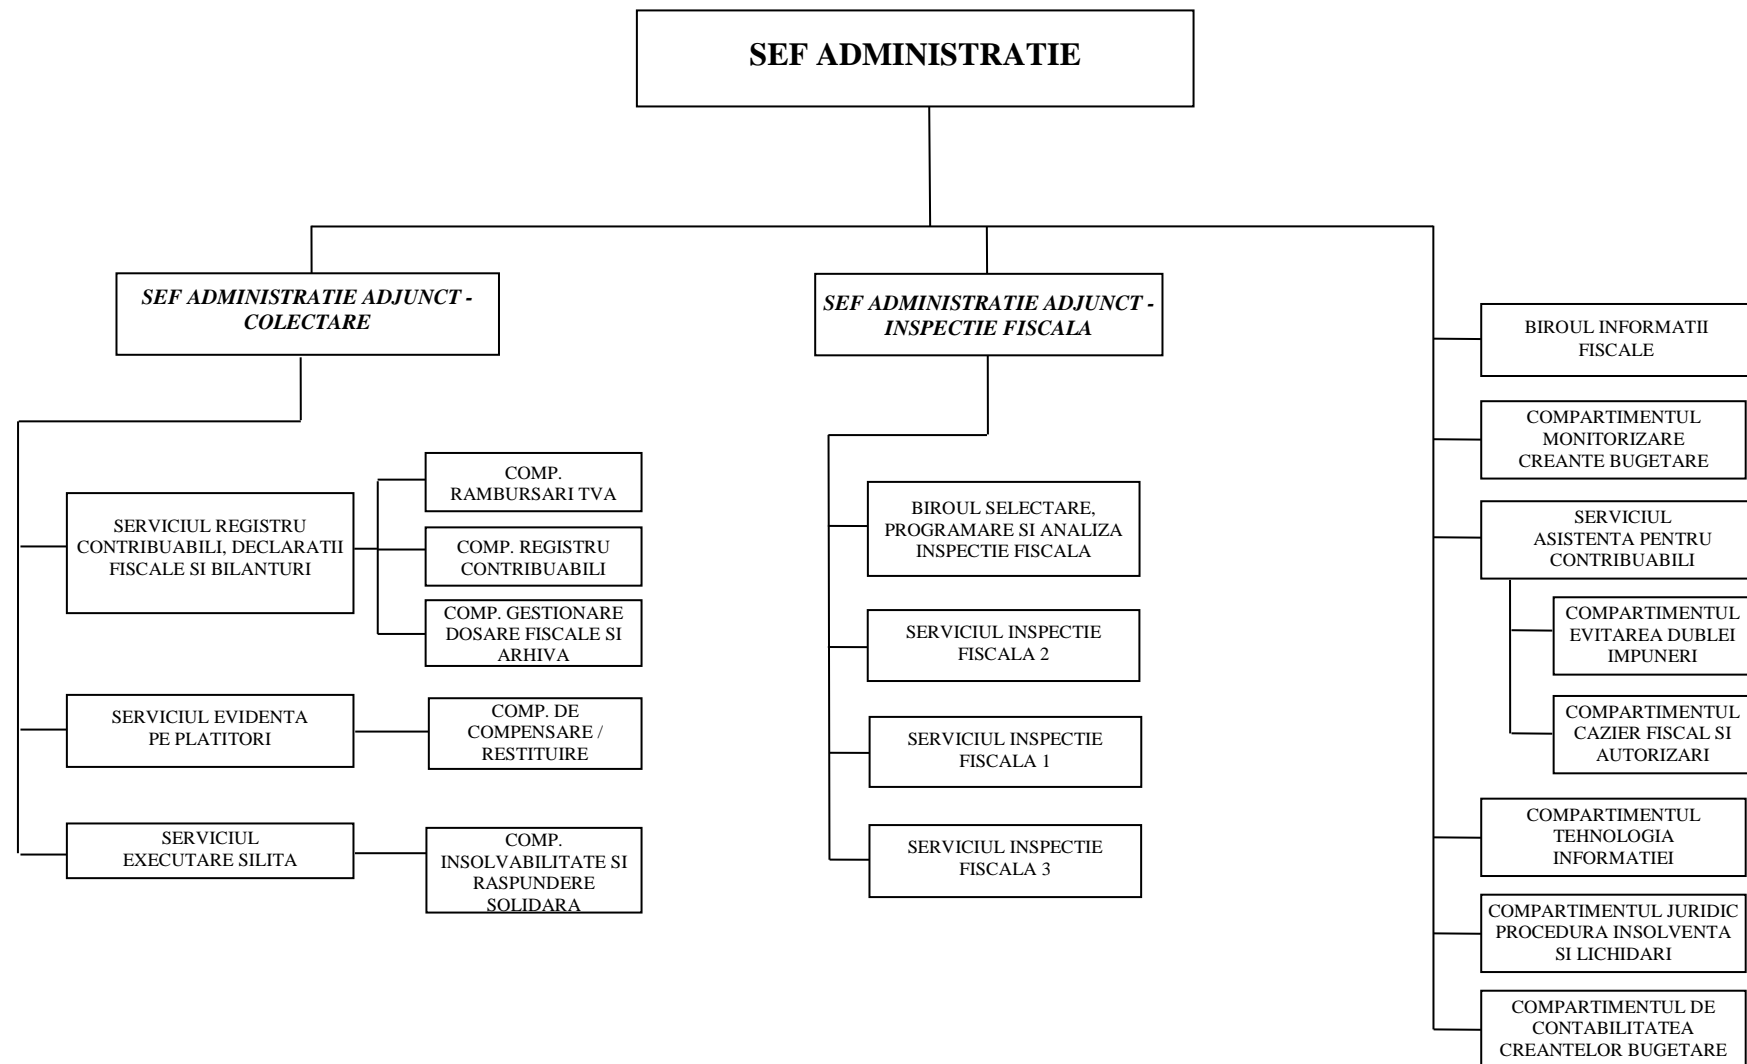 SEF ADMINISTRATIE
SEF ADMINISTRATIE ADJUNCT -
COLECTARE
SERVICIUL REGISTRU
CONTRIBUABILI, DECLARATII
FISCALE SI BILANTURI
COMP.
RAMBURSARI TVA
COMP. REGISTRU
CONTRIBUABILI
COMP. GESTIONARE
DOSARE FISCALE SI
ARHIVA
SERVICIUL EVIDENTA
PE PLATITORI
COMP. DE
COMPENSARE /
RESTITUIRE
SERVICIUL
EXECUTARE SILITA
COMP.
INSOLVABILITATE SI
RASPUNDERE
SOLIDARA
SEF ADMINISTRATIE ADJUNCT -
INSPECTIE FISCALA
BIROUL SELECTARE,
PROGRAMARE SI ANALIZA
INSPECTIE FISCALA
SERVICIUL INSPECTIE
FISCALA 2
SERVICIUL INSPECTIE
FISCALA 1
SERVICIUL INSPECTIE
FISCALA 3
BIROUL INFORMATII
FISCALE
COMPARTIMENTUL
MONITORIZARE
CREANTE BUGETARE
SERVICIUL
ASISTENTA PENTRU
CONTRIBUABILI
COMPARTIMENTUL
EVITAREA DUBLEI
IMPUNERI
COMPARTIMENTUL
CAZIER FISCAL SI
AUTORIZARI
COMPARTIMENTUL
TEHNOLOGIA
INFORMATIEI
COMPARTIMENTUL JURIDIC
PROCEDURA INSOLVENTA
SI LICHIDARI
COMPARTIMENTUL DE
CONTABILITATEA
CREANTELOR BUGETARE